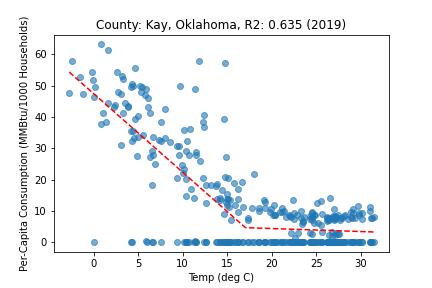 County: Kay, Oklahoma, R2: 0.635 (2019)
Per-Capita Consumption (MMBtu/1000 Households)
60
50
40
30
20
10
0
0 5 10 15 20 25 30
Temp (deg C)